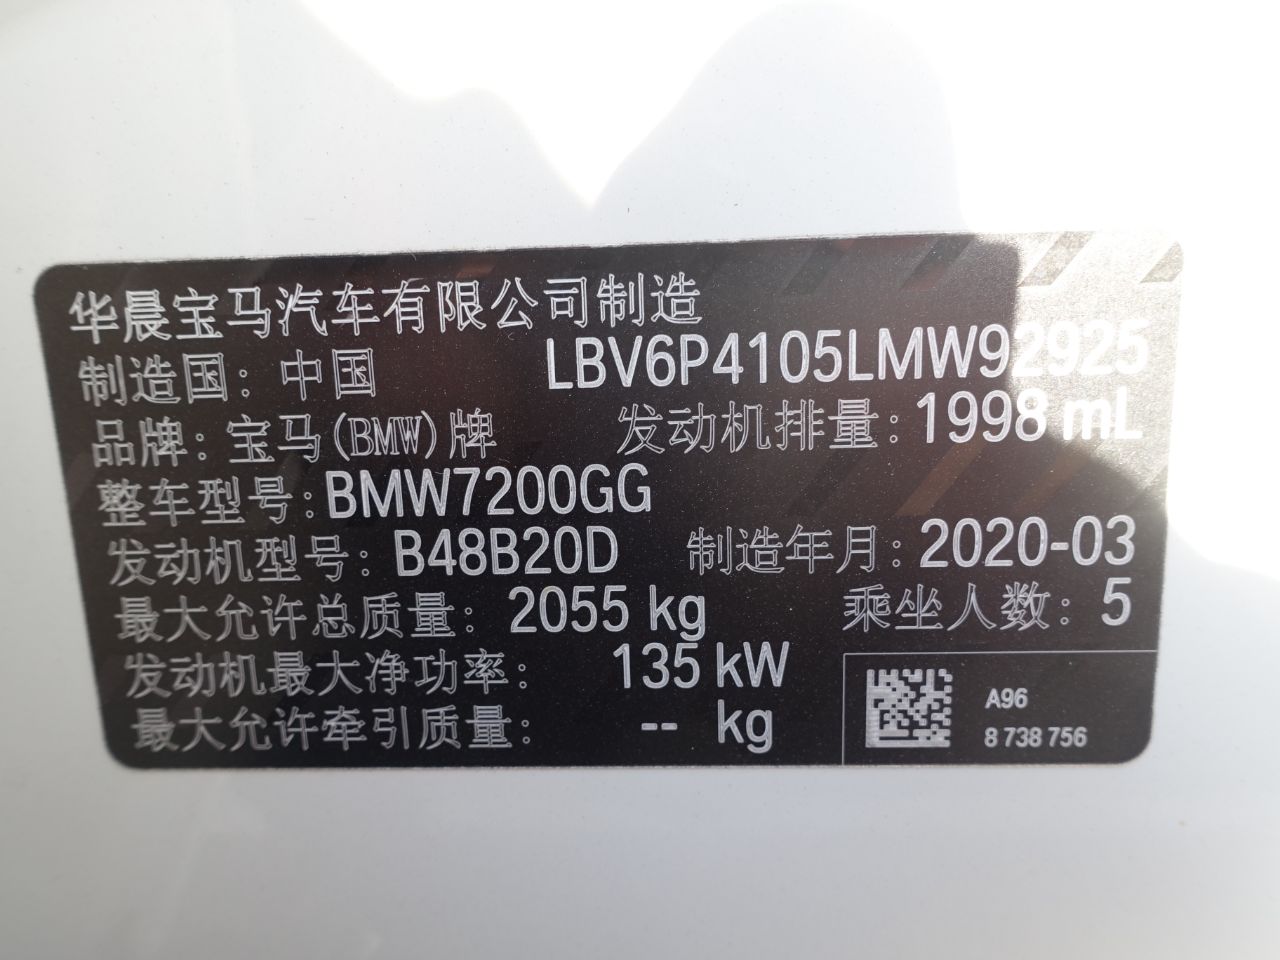 华晨宝马汽车有限公司制造
制造国：中国 LBV6P4105LMW92925
品牌：宝马(BMW)牌 发动机排量：1998 mL
整车型号：BMW7200GG
发动机型号：B48B20D 制造年月：2020-03
最大允许总质量：2055 kg 乘坐人数：5
发动机最大净功率：135 kW
最大允许牵引质量：-- kg
A96
8 738 756